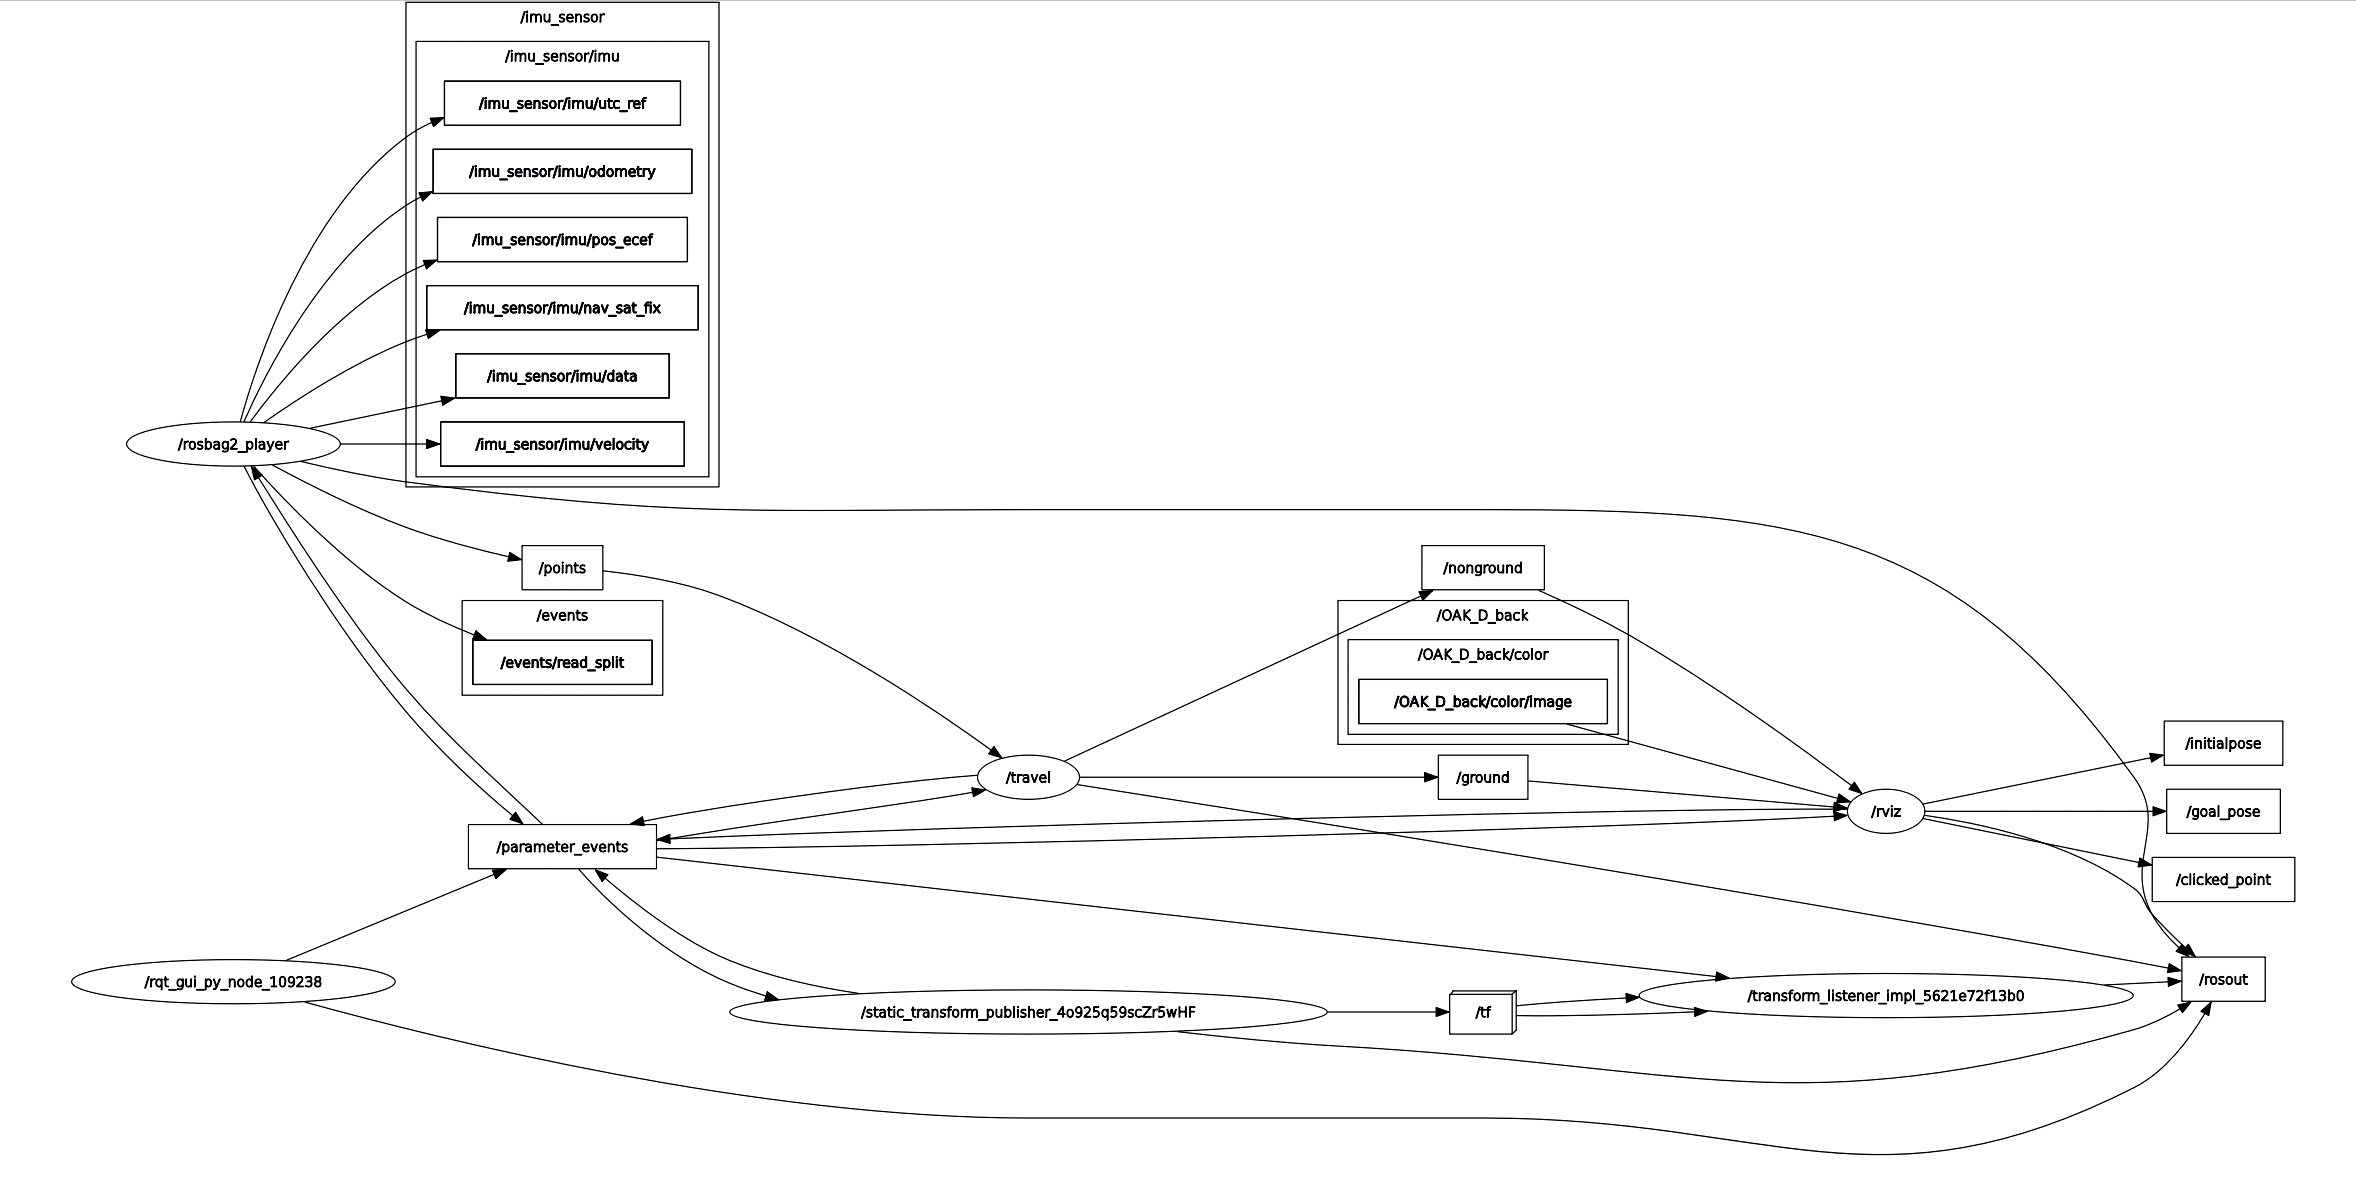 /imu_sensor
/imu_sensor/imu
/imu_sensor/imu/utc_ref
/imu_sensor/imu/odometry
/imu_sensor/imu/pos_ecef
/imu_sensor/imu/nav_sat_fix
/imu_sensor/imu/data
/rosbag2_player
/imu_sensor/imu/velocity
/points
/nonground
/events
/OAK_D_back
/events/read_split
/OAK_D_back/color
/OAK_D_back/color/image
/initialpose
/travel
/ground
/rviz
/goal_pose
/parameter_events
/clicked_point
/rqt_gui_py_node_109238
/rosout
/transform_listener_impl_5621e72f13b0
/static_transform_publisher_4o925q59scZr5wHF
/tf